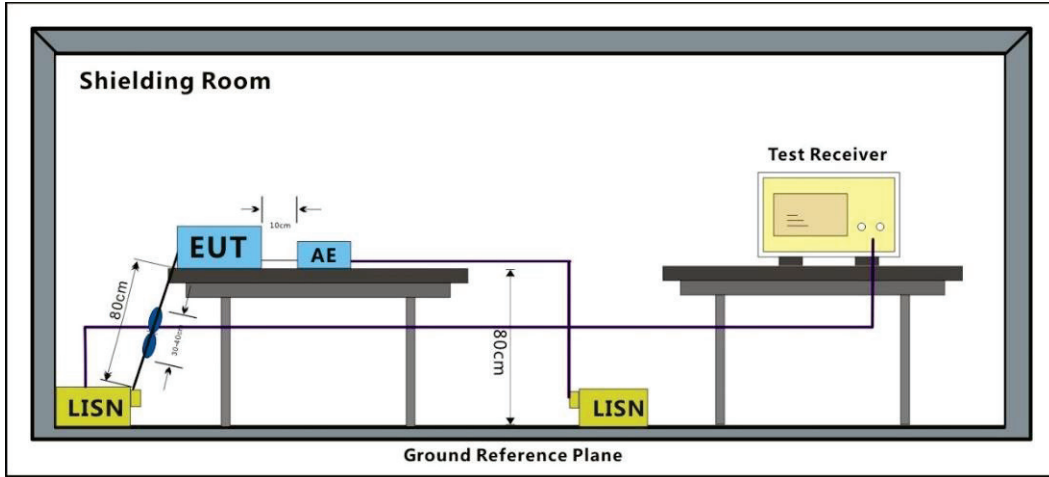 Shielding Room
Test Receiver
10cm
EUT
AE
80cm
30-40cm
80cm
LISN
LISN
Ground Reference Plane